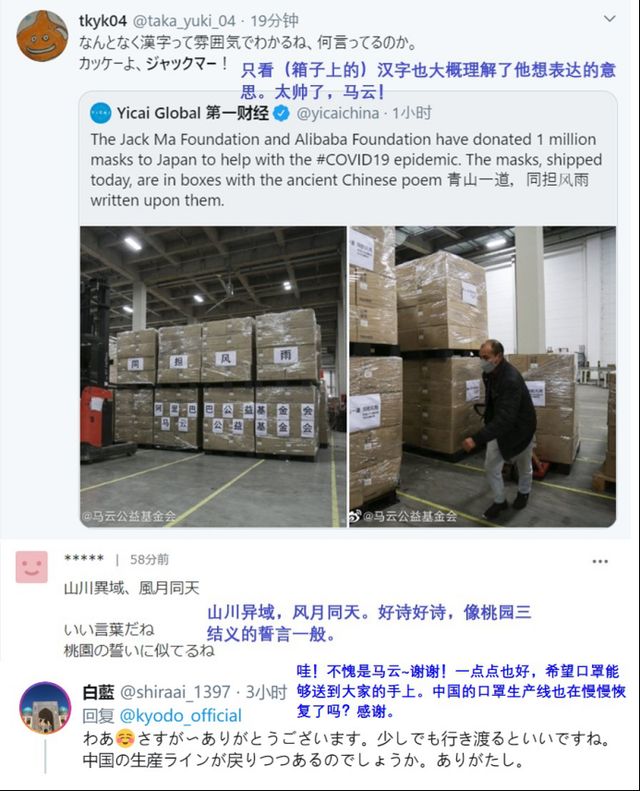 tkyk04 @taka_yuki_04 · 19分钟
なんとなく漢字って雰囲気でわかるね、何言ってるのか。
カッケーよ、ジャックマー！
只看（箱子上的）汉字也大概理解了他想表达的意
思。太帅了，马云！
Yicai Global 第一财经 @yicaichina · 1小时
The Jack Ma Foundation and Alibaba Foundation have donated 1 million
masks to Japan to help with the #COVID19 epidemic. The masks, shipped
today, are in boxes with the ancient Chinese poem 青山一道，同担风雨
written upon them.
同 担 风 雨
阿里巴巴公益基金会
马云公益基金会
@马云公益基金会
@马云公益基金会
***** | 58分前
山川異域、風月同天
いい言葉だね
桃園の誓いに似てるね
山川异域，风月同天。好诗好诗，像桃园三
结义的誓言一般。
哇！不愧是马云~谢谢！一点点也好，希望口罩能
够送到大家的手上。中国的口罩生产线也在慢慢恢
复了吗？感谢。
白藍 @shiraai_1397 · 3小时
回复 @kyodo_official
わあ☺️さすが〜ありがとうございます。少しでも行き渡るといいですね。
中国の生産ラインが戻りつつあるのでしょうか。ありがたし。